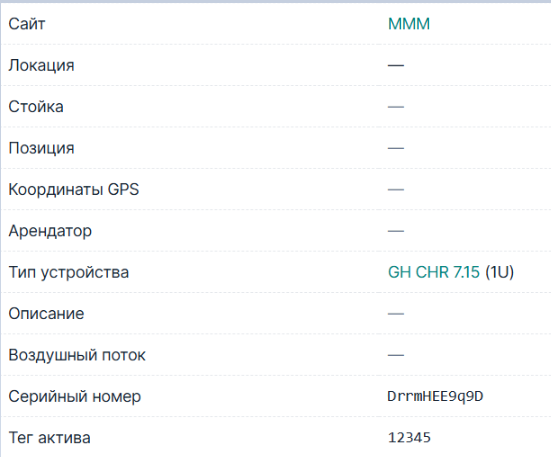 Сайт MMM
Локация —
Стойка —
Позиция —
Координаты GPS —
Арендатор —
Тип устройства GH CHR 7.15 (1U)
Описание —
Воздушный поток —
Серийный номер DrrmHEE9q9D
Тег актива 12345